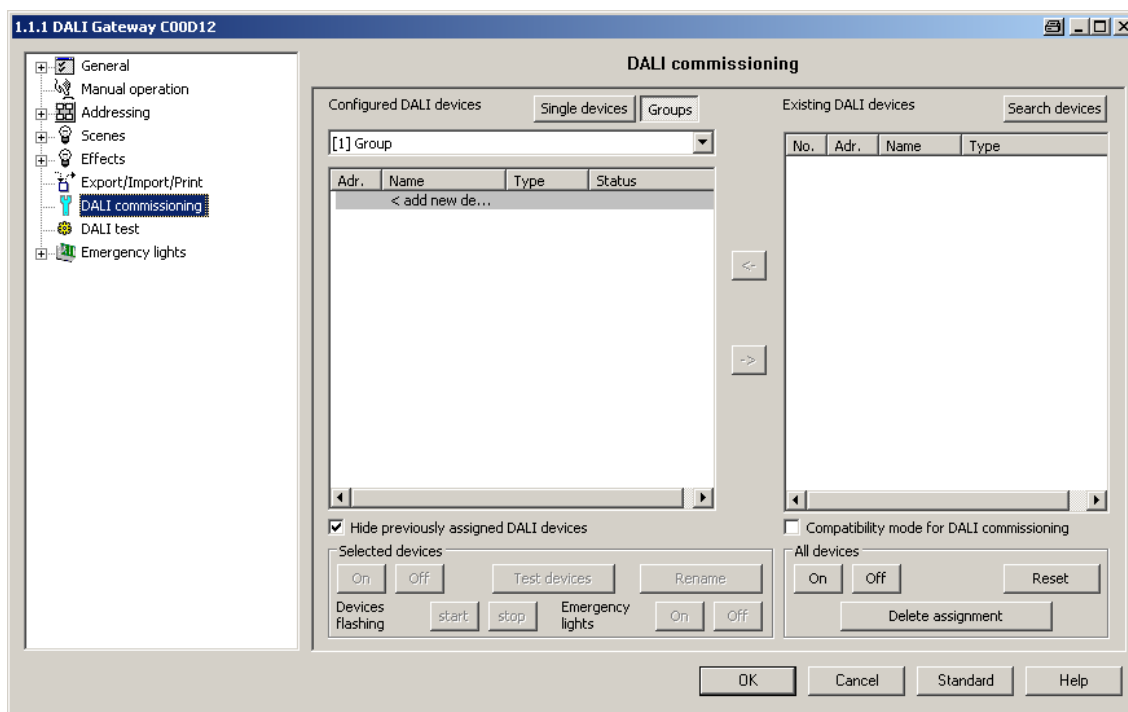 1.1.1 DALI Gateway C00D12
General
Manual operation
Addressing
Scenes
Effects
Export/Import/Print
DALI commissioning
DALI test
Emergency lights
DALI commissioning
Configured DALI devices
Single devices
Groups
[1] Group
Adr. Name Type Status
< add new de...
<-
->
Hide previously assigned DALI devices
Selected devices
On Off Test devices Rename
Devices flashing start stop Emergency lights On Off
Existing DALI devices
Search devices
No. Adr. Name Type
Compatibility mode for DALI commissioning
All devices
On Off Reset
Delete assignment
OK Cancel Standard Help